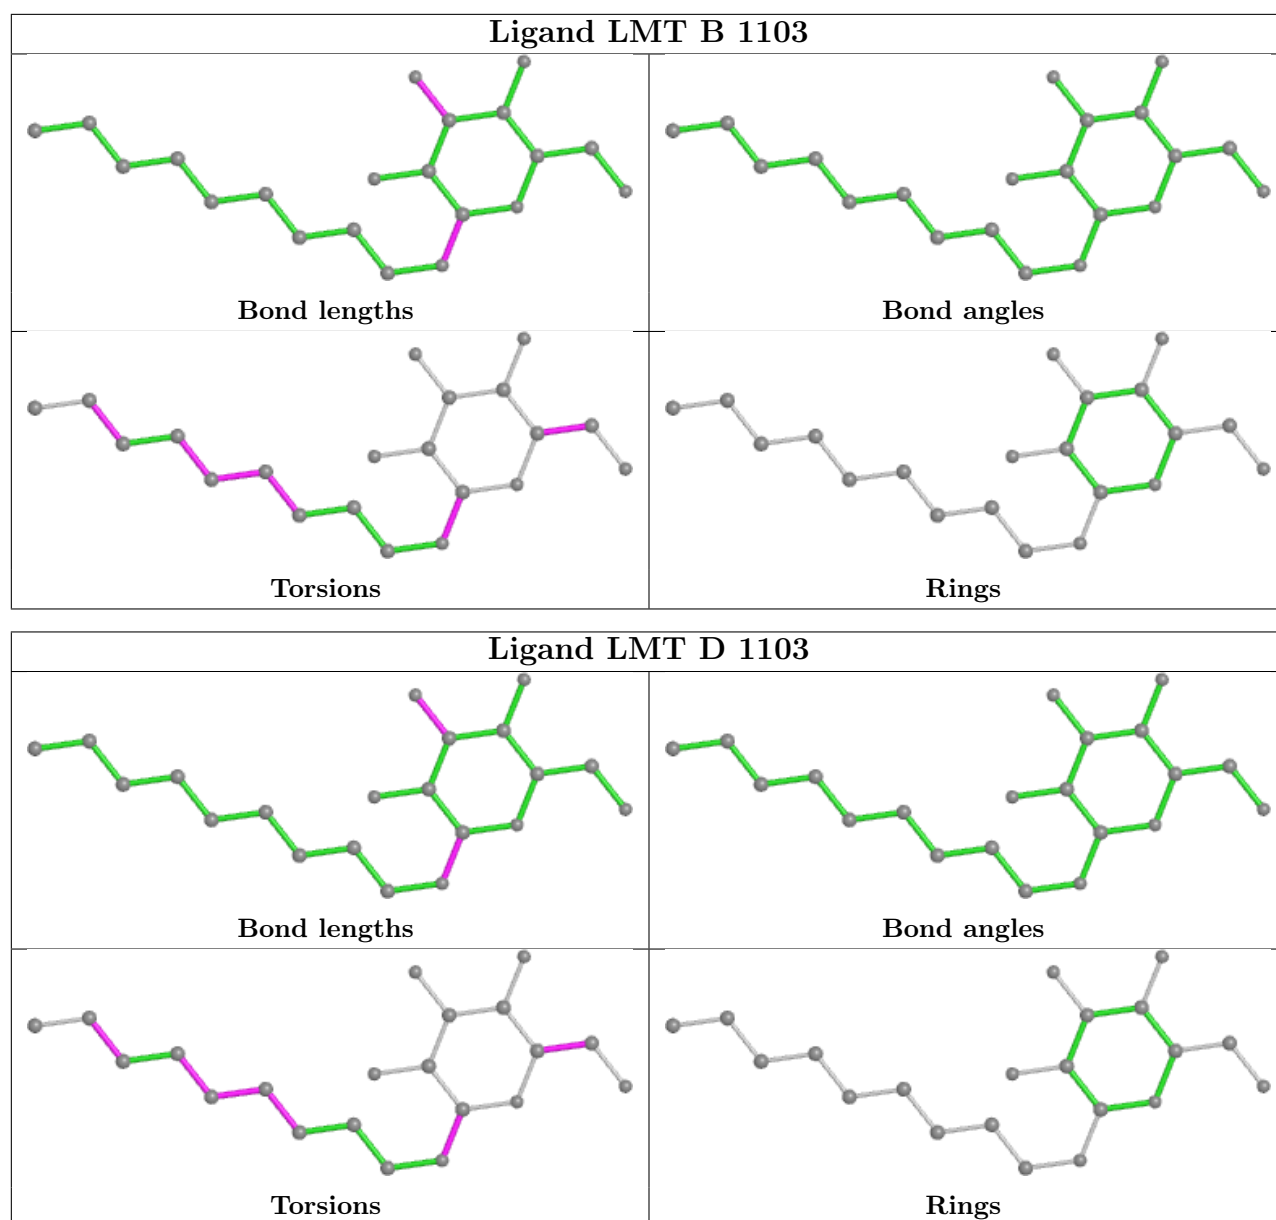 Ligand LMT B 1103
Bond lengths
Bond angles
Torsions
Rings
Ligand LMT D 1103
Bond lengths
Bond angles
Torsions
Rings